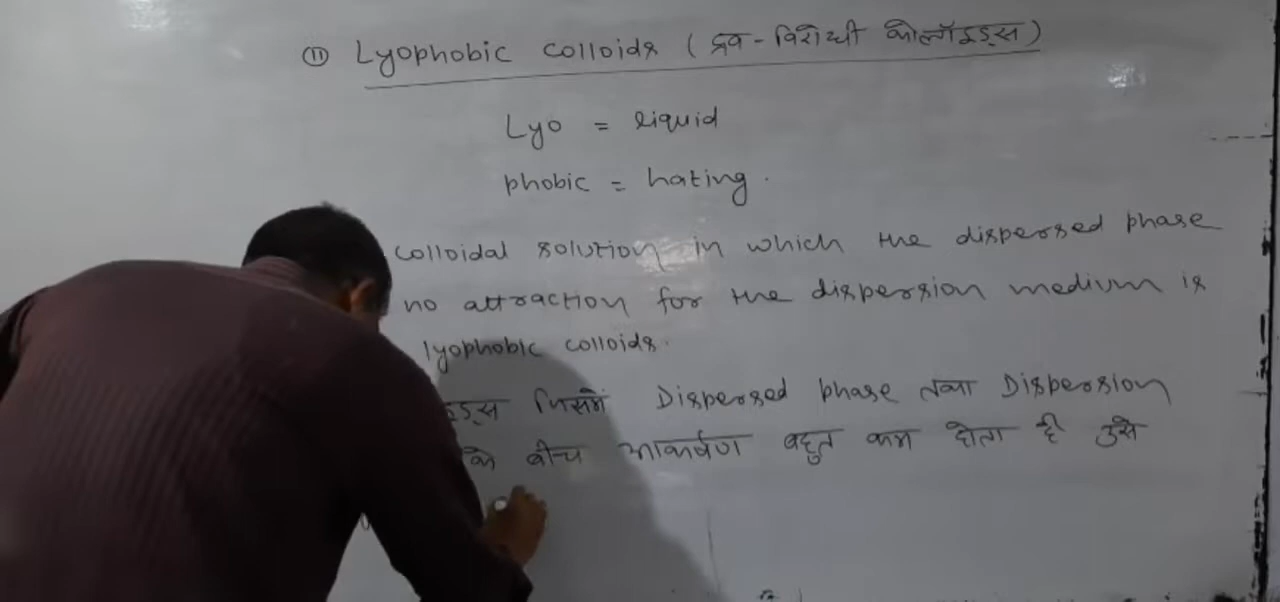 (II) Lyophobic colloids (द्रव-विरोधी कोलॉइड्स)
Lyo = liquid
phobic = hating.
colloidal solution in which the dispersed phase
no attraction for the dispersion medium is
lyophobic colloids.
जिसमें Dispersed phase तथा Dispersion
के बीच आकर्षण बहुत कम होता है उसे